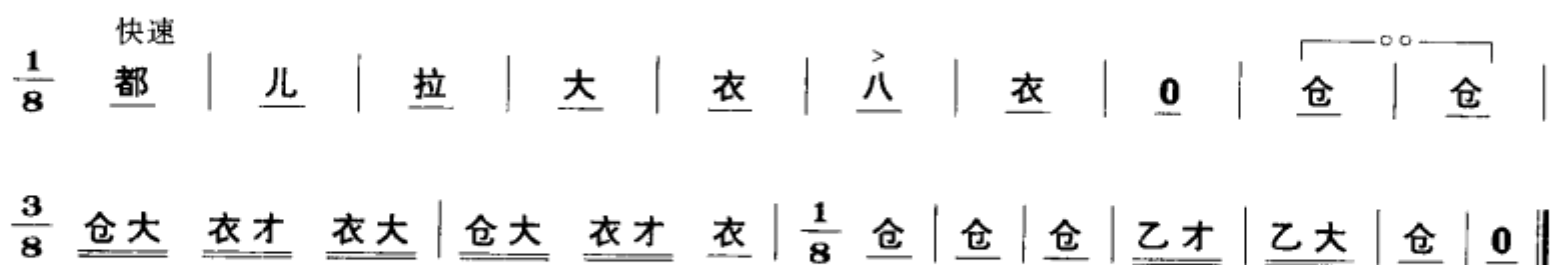 快速
1/8 都 | 儿 | 拉 | 大 | 衣 | 八 | 衣 | 0 | 仓 | 仓 |
3/8 仓大 衣才 衣大 | 仓大 衣才 衣 | 1/8 仓 | 仓 | 仓 | 乙才 | 乙大 | 仓 | 0 ‖